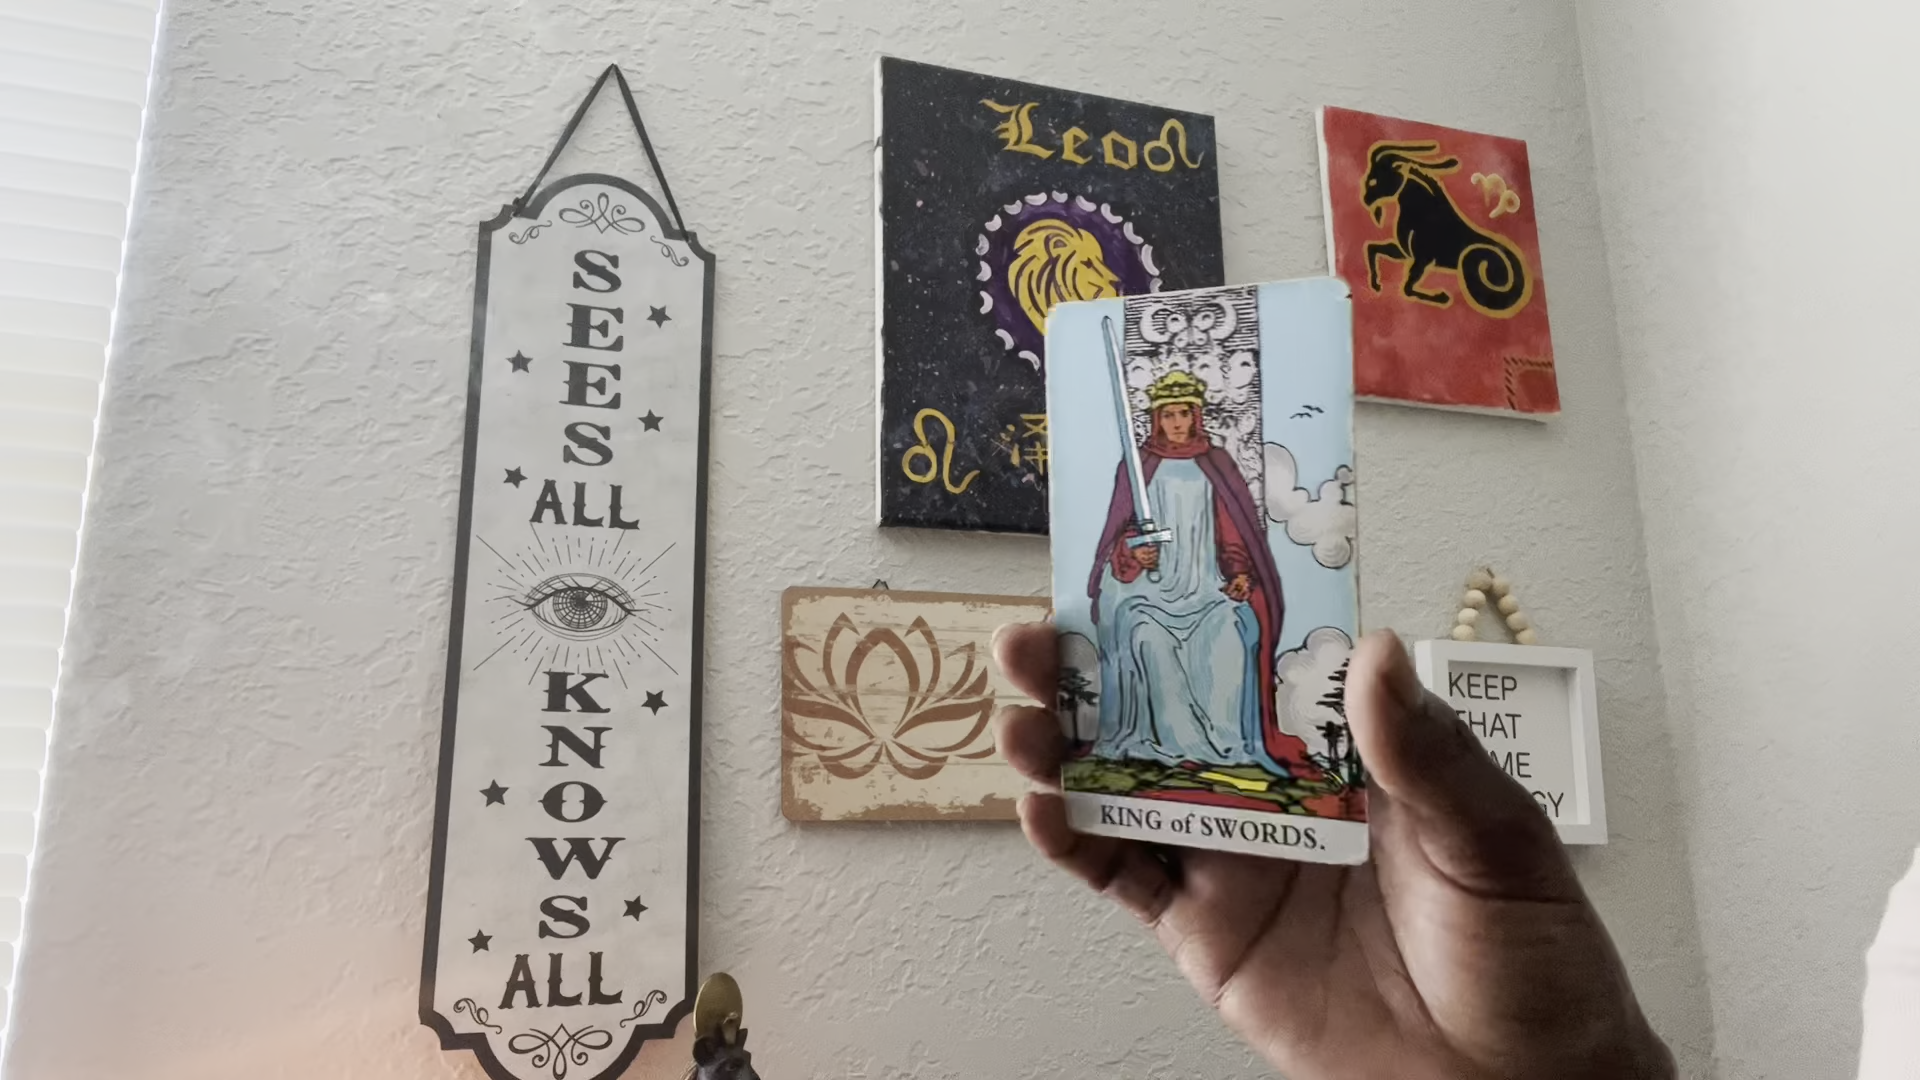 SEES
ALL
KNOWS
ALL
Leo
KING of SWORDS.
KEEP
THAT